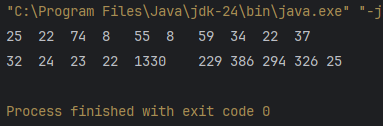 "C:\Program Files\Java\jdk-24\bin\java.exe" "-j
25 22 74 8 55 8 59 34 22 37
32 24 23 22 1330 229 386 294 326 25
Process finished with exit code 0